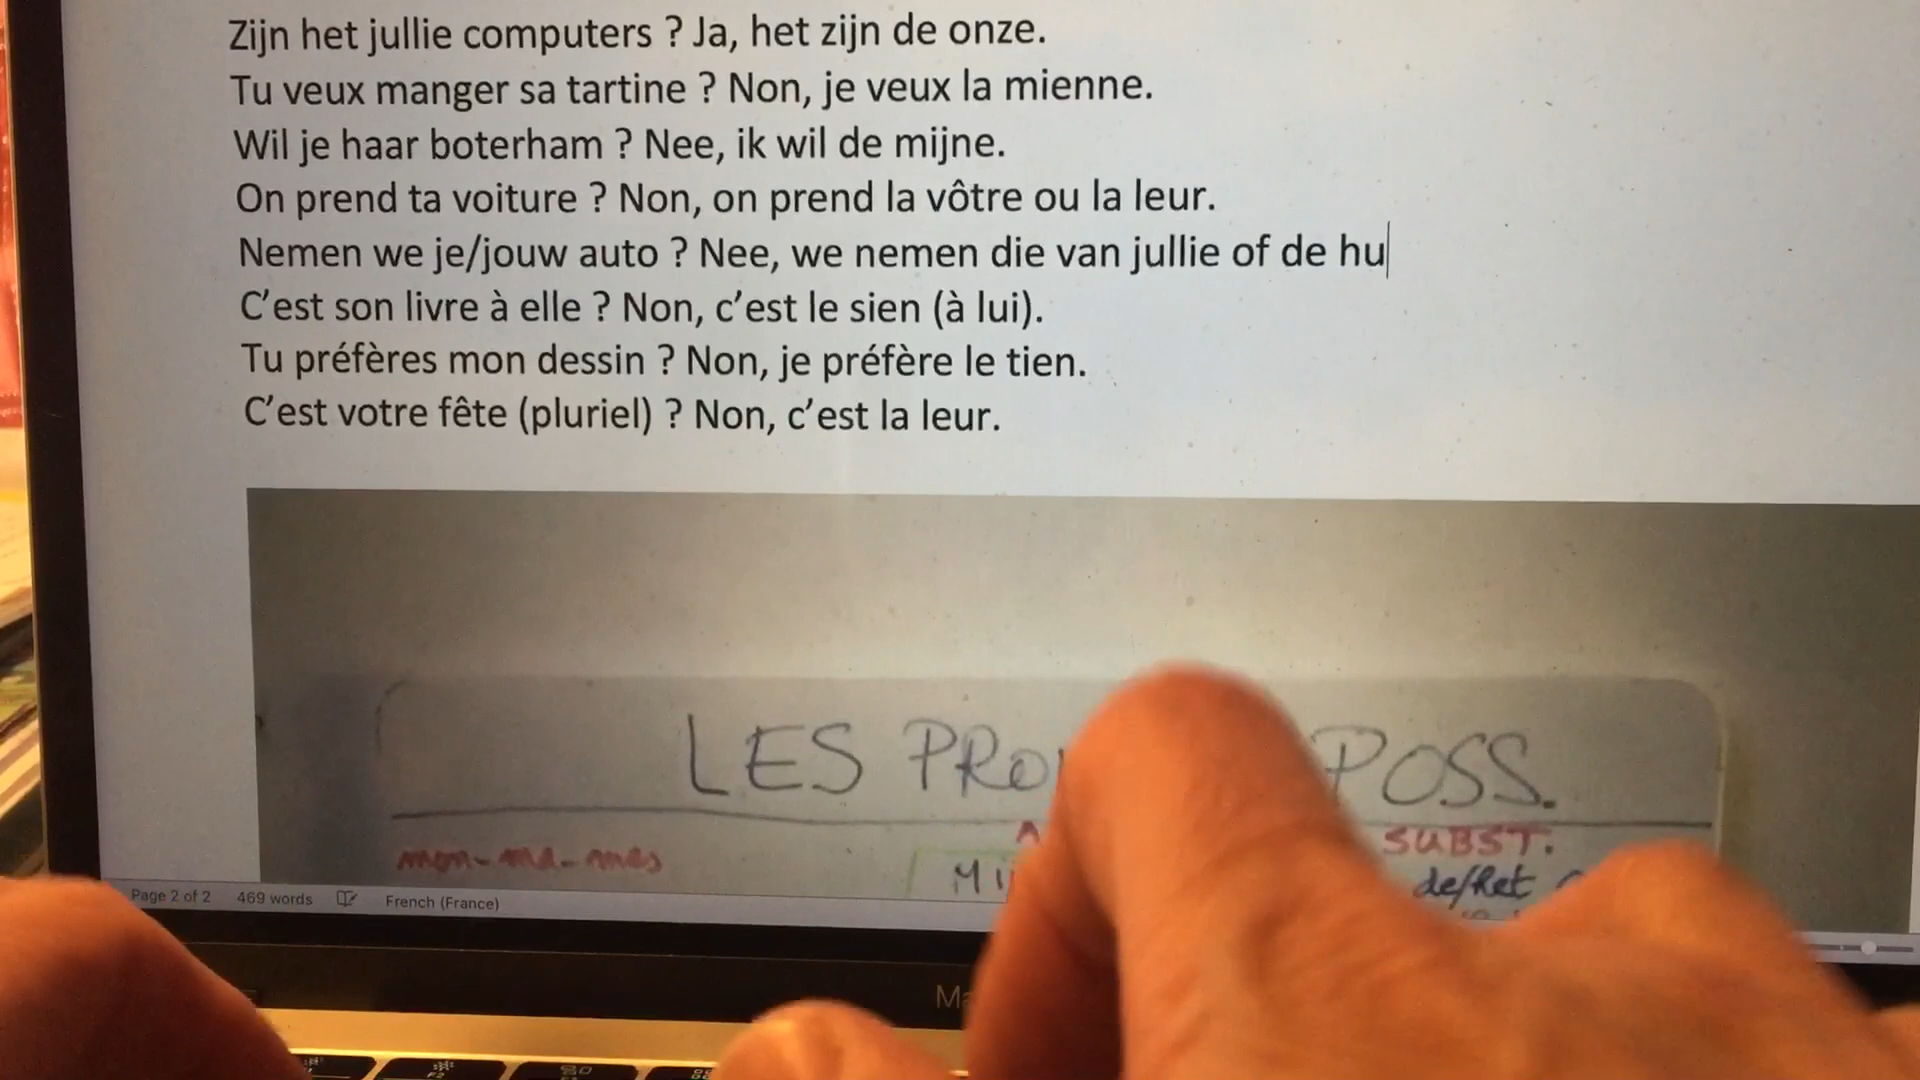 Zijn het jullie computers ? Ja, het zijn de onze.
Tu veux manger sa tartine ? Non, je veux la mienne.
Wil je haar boterham ? Nee, ik wil de mijne.
On prend ta voiture ? Non, on prend la vôtre ou la leur.
Nemen we je/jouw auto ? Nee, we nemen die van jullie of de hu
C’est son livre à elle ? Non, c’est le sien (à lui).
Tu préfères mon dessin ? Non, je préfère le tien.
C’est votre fête (pluriel) ? Non, c’est la leur.
LES POSS.
SUBST.
mon-ma-mes
de/het
Page 2 of 2 469 words French (France)
F2